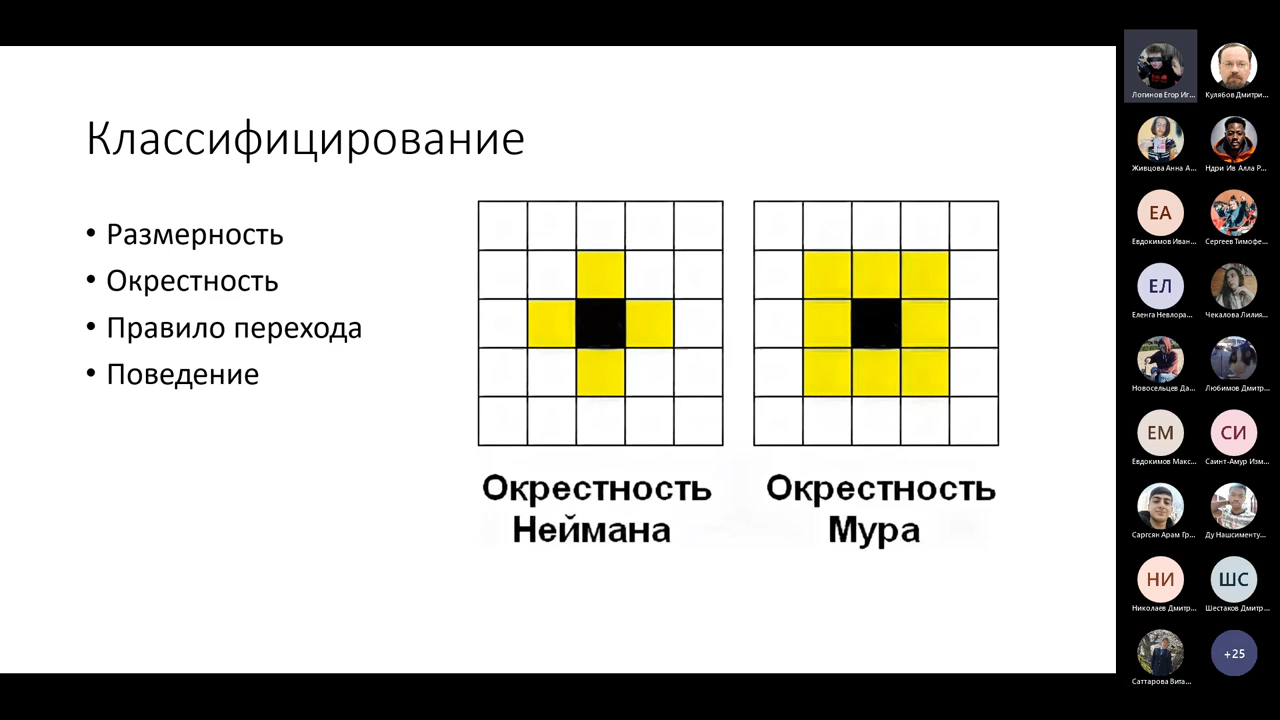 Классифицирование
• Размерность
• Окрестность
• Правило перехода
• Поведение
Окрестность
Неймана
Окрестность
Мура
Логинов Егор Иг...
Кулябов Дмитри...
Живцова Анна А...
Ндри Ив Алла Р...
ЕА
Евдокимов Иван...
Сергеев Тимофе...
ЕЛ
Еленга Невлора...
Чекалова Лилия...
Новосельцев Да...
Любимов Дмитр...
ЕМ
Евдокимов Макс...
СИ
Саинт-Амур Изм...
Саргсян Арам Гр...
Ду Нашсименту...
НИ
Николаев Дмитр...
ШС
Шестаков Дмитр...
Саттарова Вита...
+25